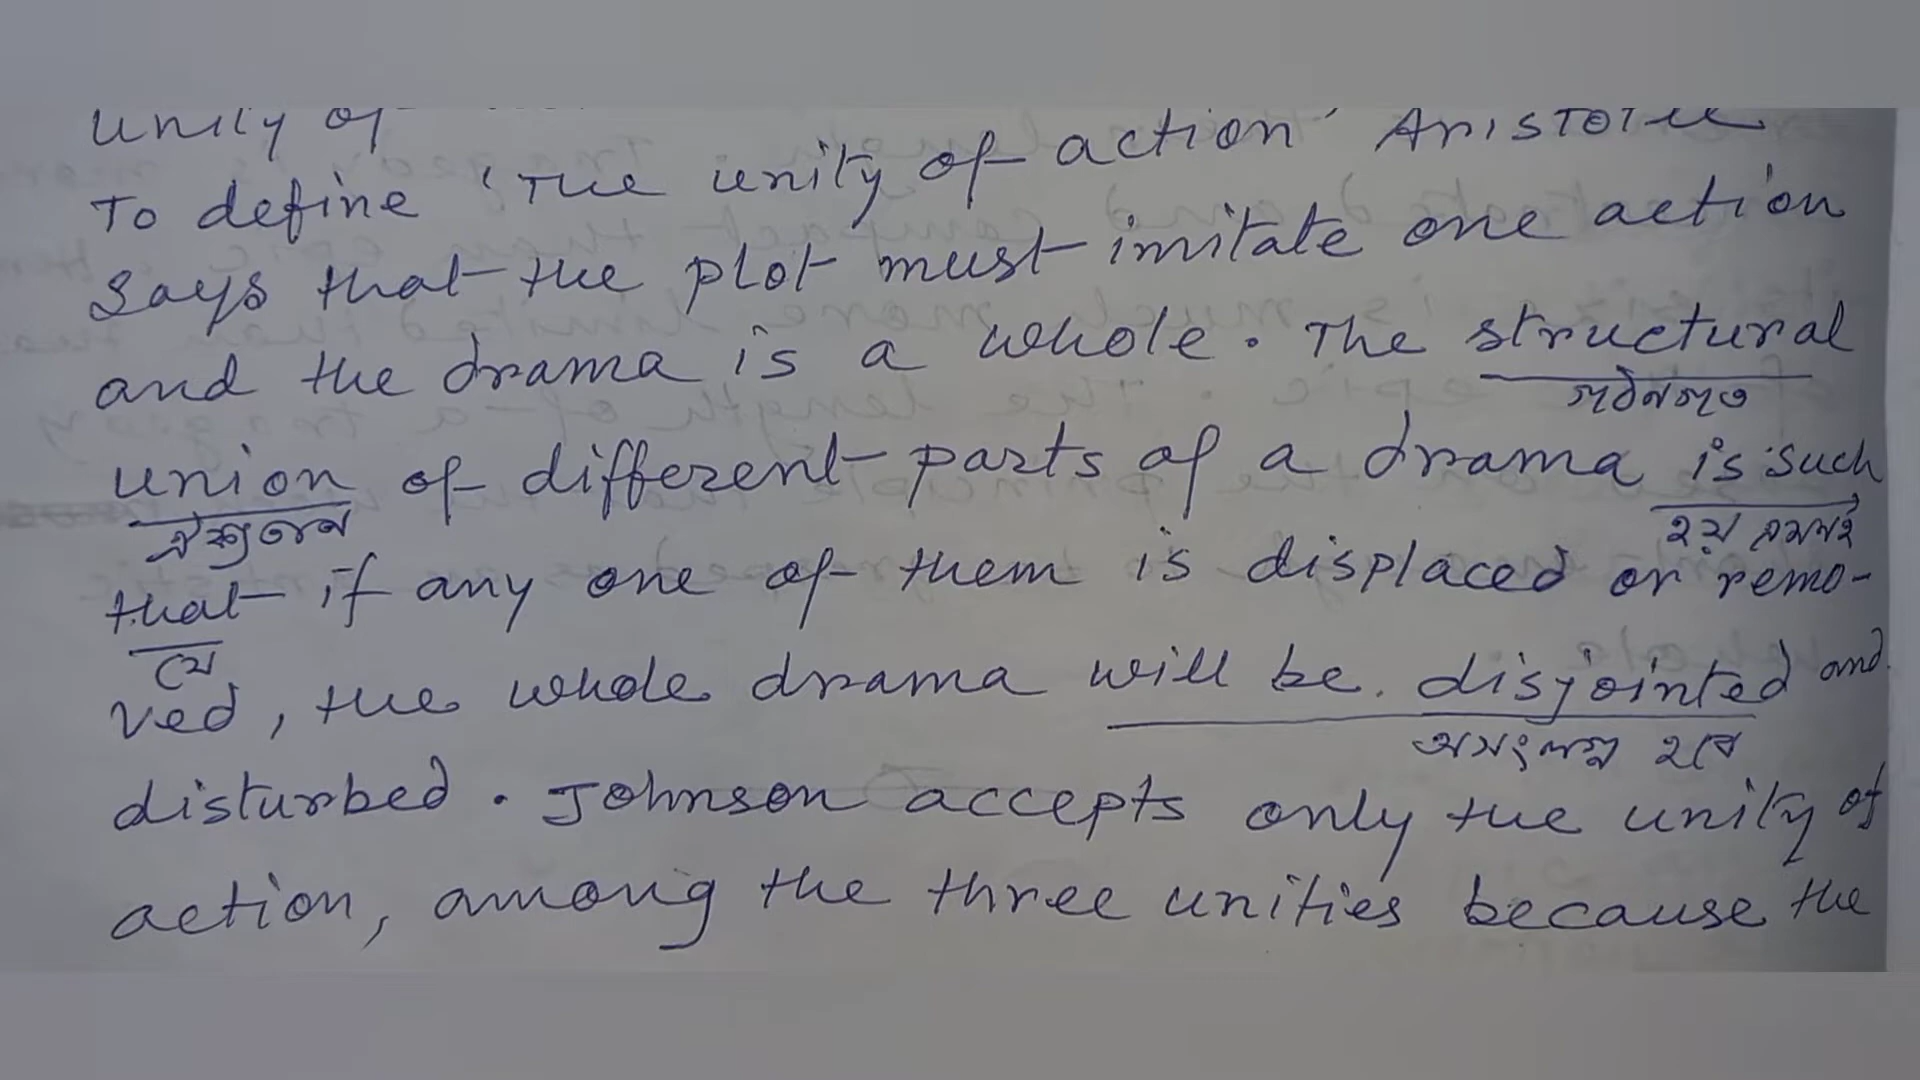 unity of
To define 'The unity of action' Aristotle
says that the plot must imitate one action
and the drama is a whole. The structural
গঠনগত
union of different parts of a drama is such
ঐক্য হয় এমনই
that if any one of them is displaced or remo-
যে
ved, the whole drama will be disjointed and
অসংলগ্ন হবে
disturbed. Johnson accepts only the unity of
action, among the three unities because the